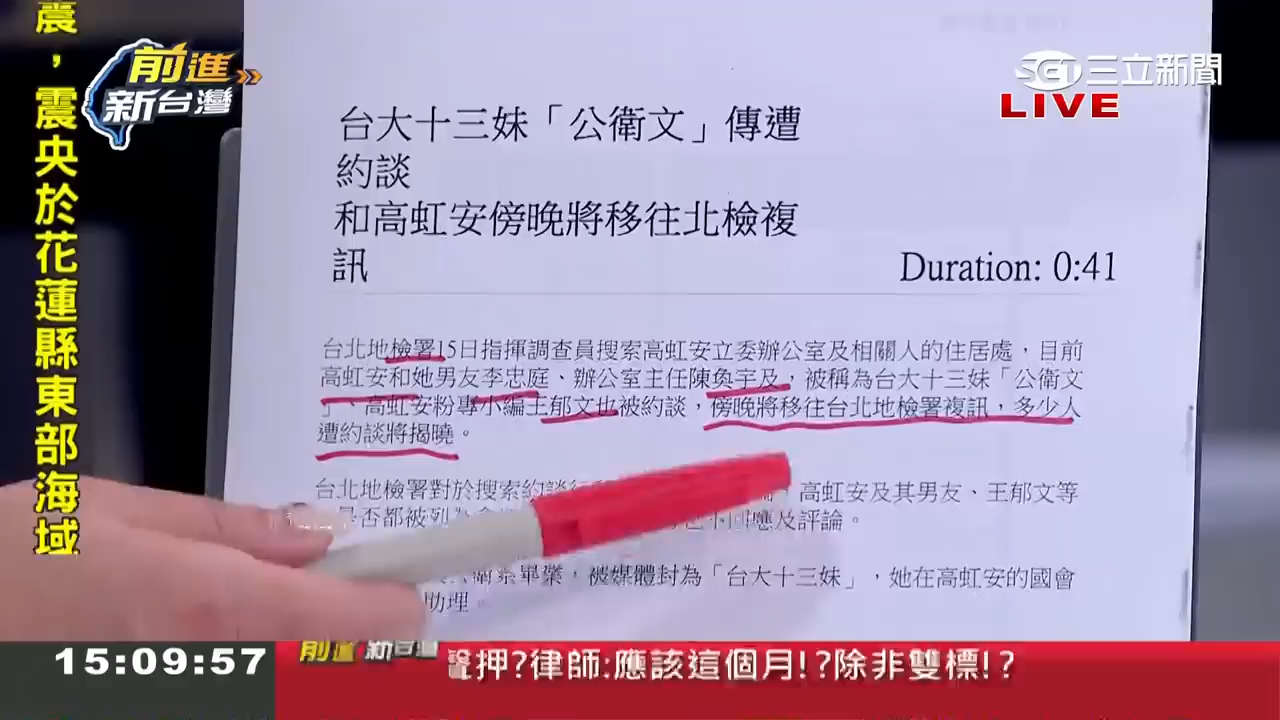 震，震央於花蓮縣東部海域
前進
新台灣
SET三立新聞
LIVE
台大十三妹「公衛文」傳遭
約談
和高虹安傍晚將移往北檢複
訊
Duration: 0:41
台北地檢署15日指揮調查員搜索高虹安立委辦公室及相關人的住居處，目前
高虹安和她男友李忠庭、辦公室主任陳奐宇及，被稱為台大十三妹「公衛文
」、高虹安粉專小編王郁文也被約談，傍晚將移往台北地檢署複訊，多少人
遭約談將揭曉。
台北地檢署對於搜索約談 高虹安及其男友、王郁文等
是否都被列為 回應及評論。
畢業，被媒體封為「台大十三妹」，她在高虹安的國會
助理。
15:09:57
前進 新台灣
聲押?律師:應該這個月!?除非雙標!?